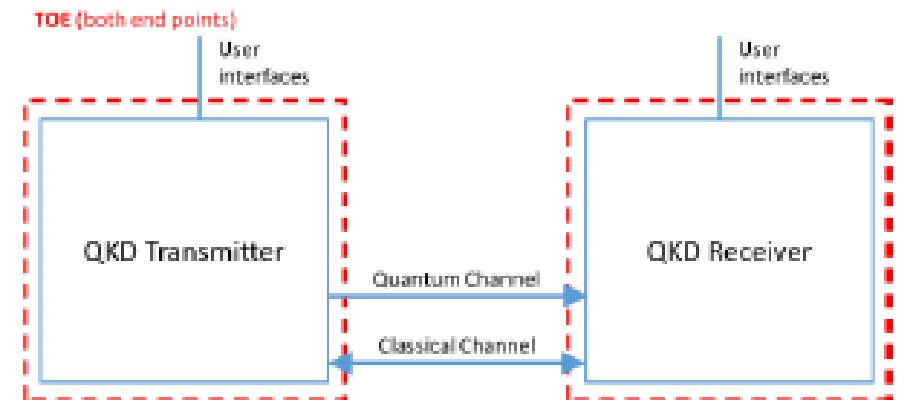 TOE (both end points)
User
interfaces
User
interfaces
QKD Transmitter
QKD Receiver
Quantum Channel
Classical Channel